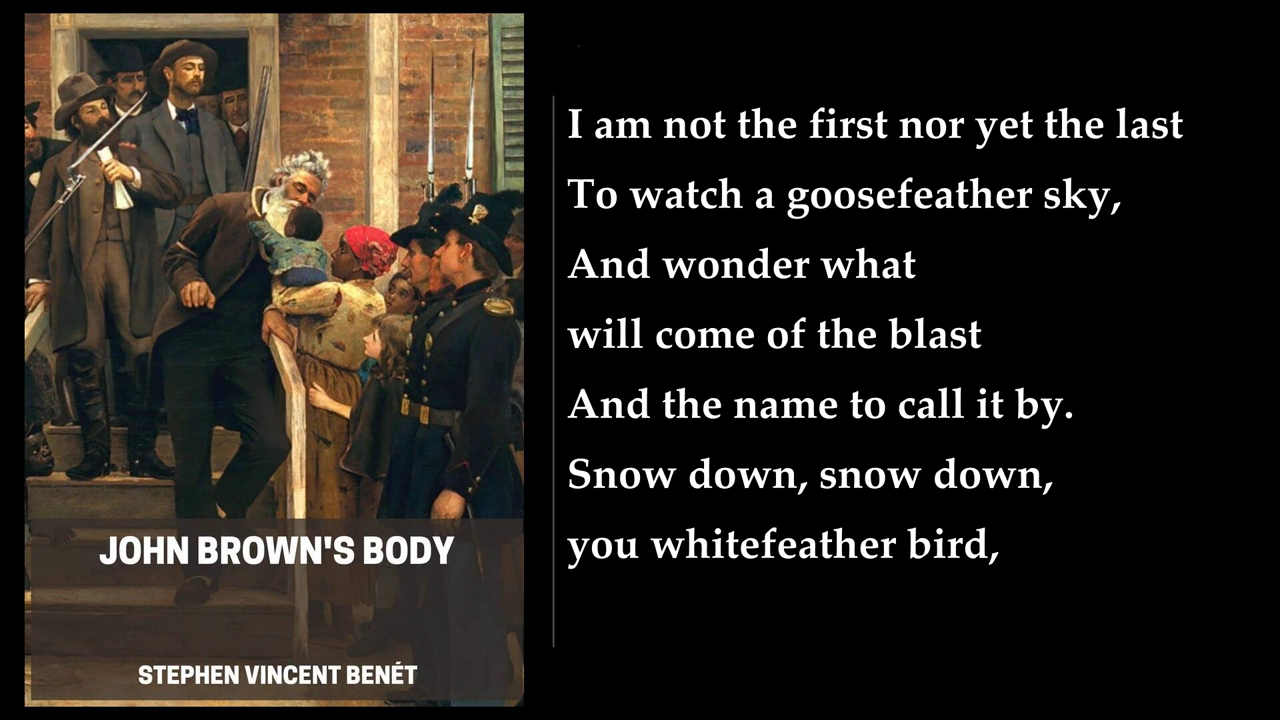 JOHN BROWN'S BODY
STEPHEN VINCENT BENÉT
I am not the first nor yet the last
To watch a goosefeather sky,
And wonder what
will come of the blast
And the name to call it by.
Snow down, snow down,
you whitefeather bird,